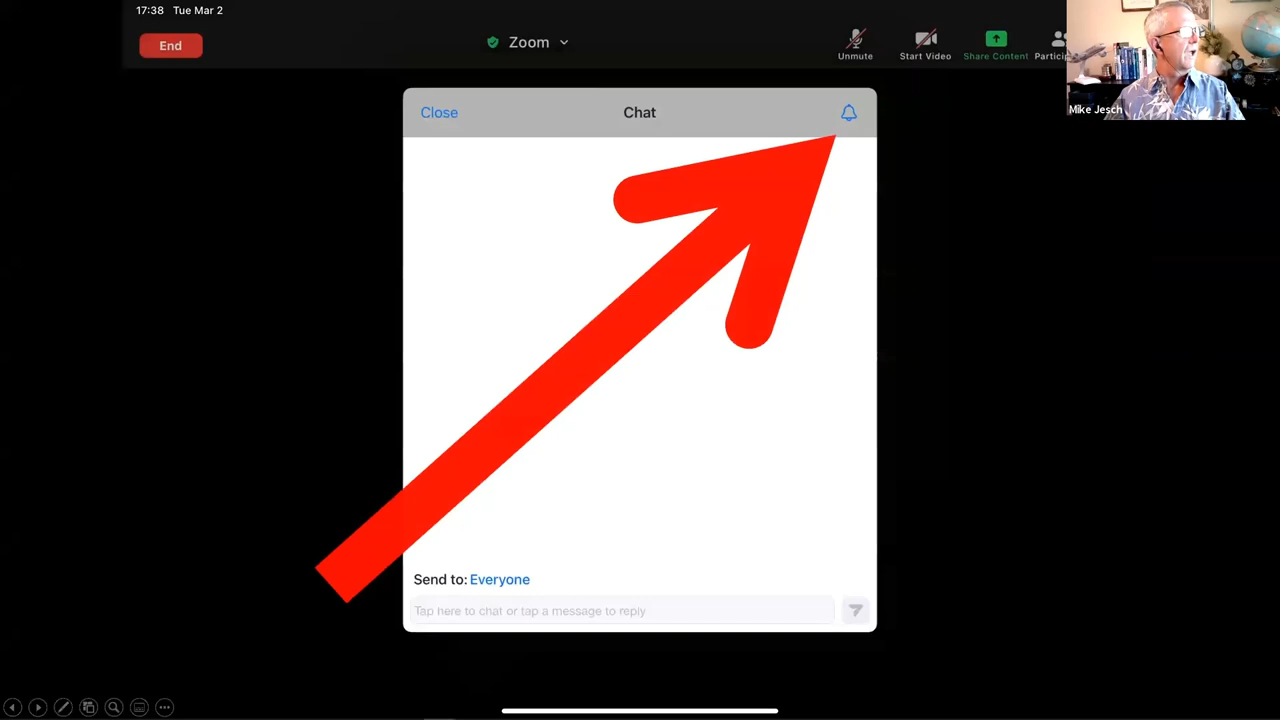 17:38 Tue Mar 2
End
Zoom
Unmute
Start Video
Share Content
Particip
Mike Jesch
Close
Chat
Send to: Everyone
Tap here to chat or tap a message to reply